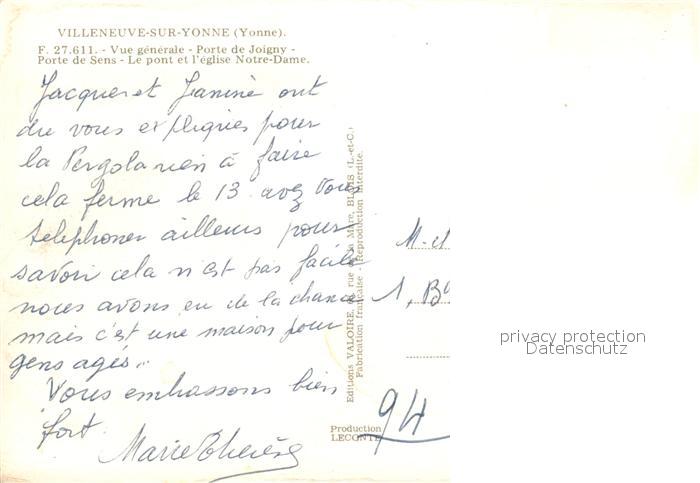 VILLENEUVE-SUR-YONNE (Yonne).
F. 27.611. - Vue générale - Porte de Joigny -
Porte de Sens - Le pont et l'église Notre-Dame.
Jacques et Janine ont
du vous expliquer pour
la Pergola rien à faire
cela ferme le 13 avez vous
telephoner ailleurs pour
savoir cela n'est pas facile
nous avons eu de la chance
mais c'est une maison pour
gens agés..
Vous embrassons bien
fort.
Marie Therèse
Editions VALOIRE, rue de la Mare, BLOIS (L.-et-C.)
Fabrication française - Reproduction interdite.
M.
1, Bd
94
Production
LECONTE
privacy protection
Datenschutz